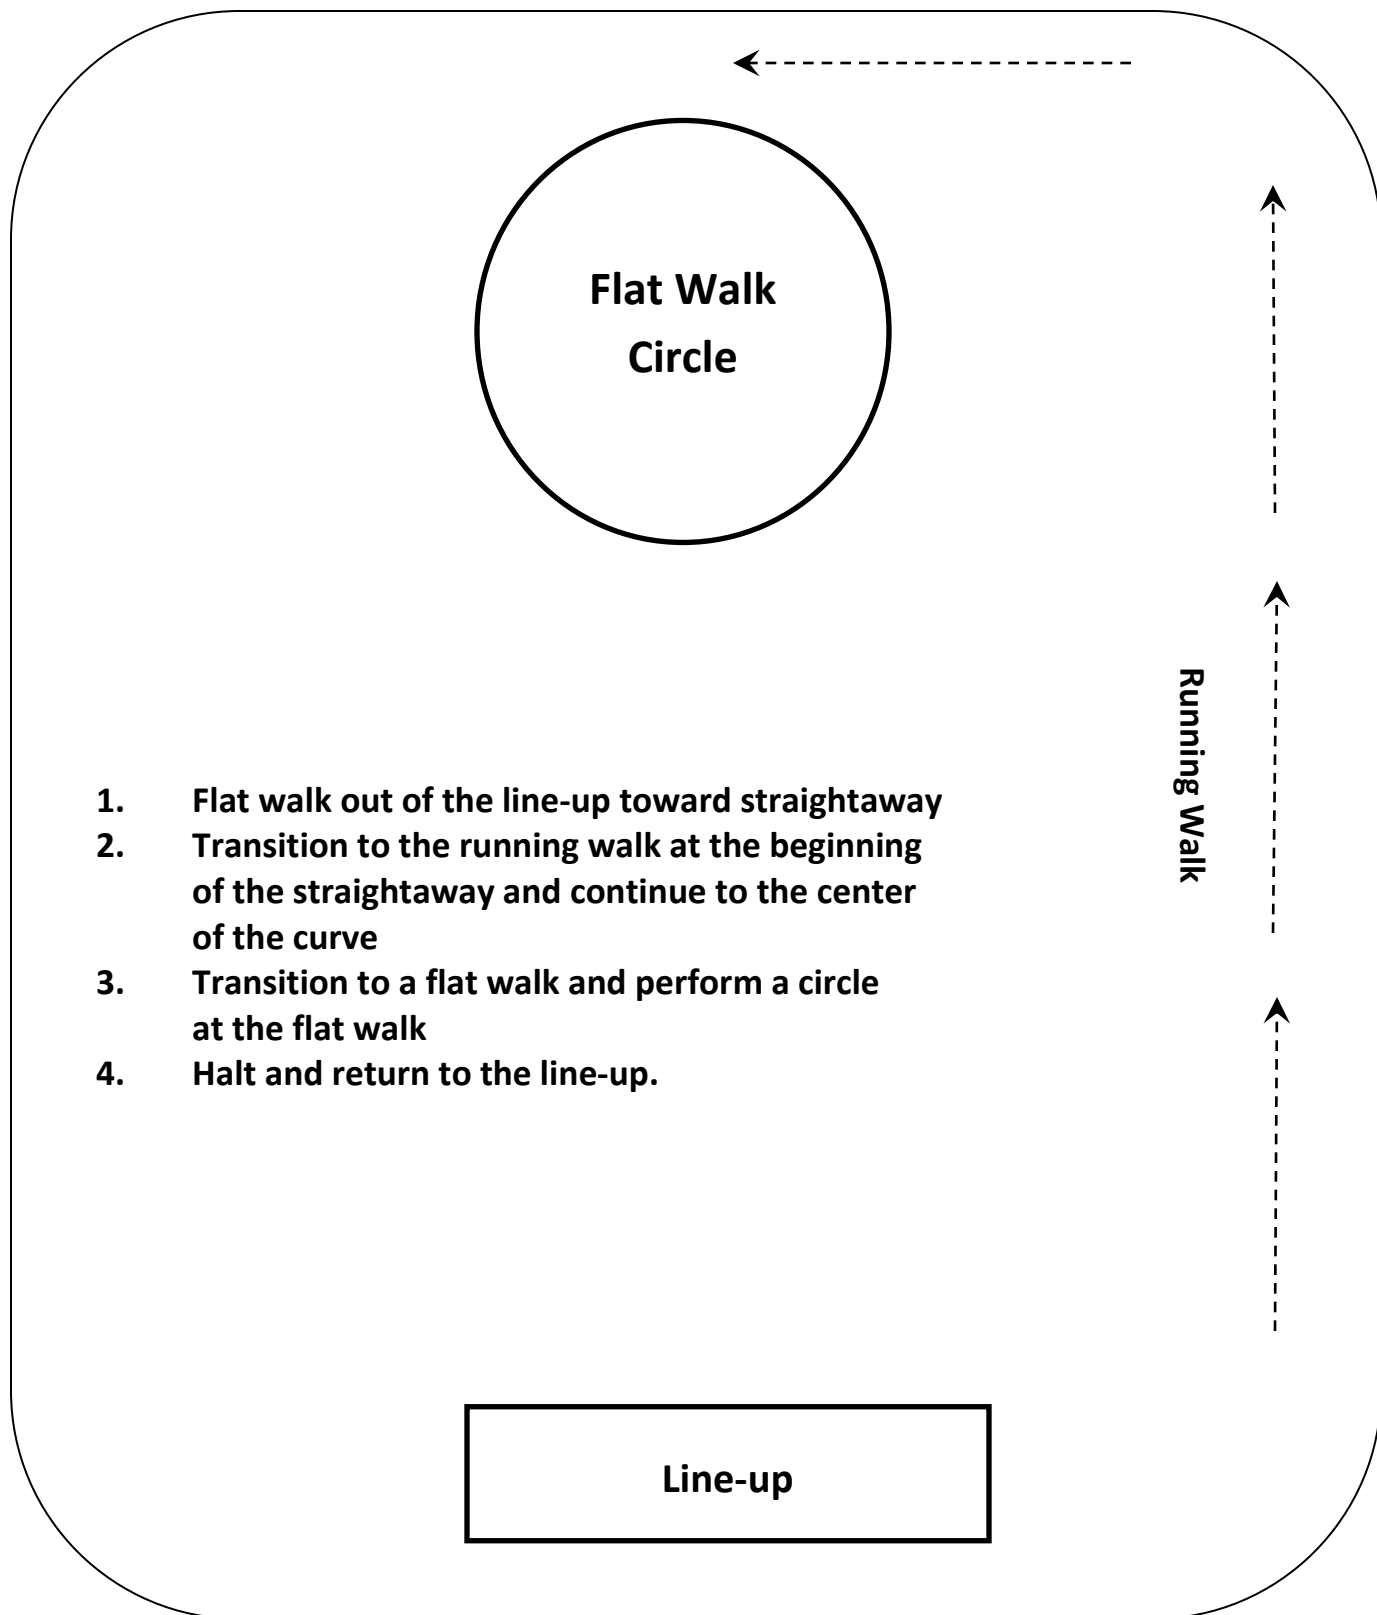 Flat Walk
Circle
Running Walk
1. Flat walk out of the line-up toward straightaway
2. Transition to the running walk at the beginning
of the straightaway and continue to the center
of the curve
3. Transition to a flat walk and perform a circle
at the flat walk
4. Halt and return to the line-up.
Line-up